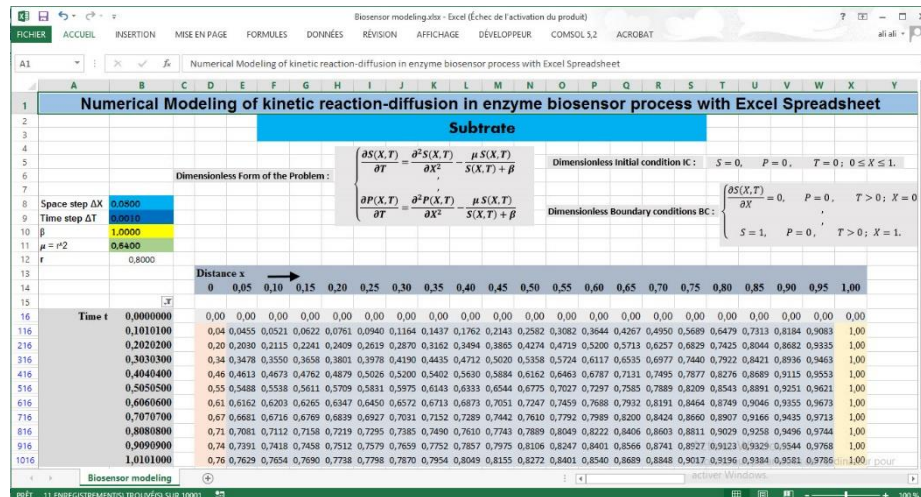 Biosensor modeling.xlsx - Excel (Échec de l'activation du produit)
FICHIER ACCUEIL INSERTION MISE EN PAGE FORMULES DONNÉES RÉVISION AFFICHAGE DÉVELOPPEUR COMSOL 5,2 ACROBAT ali ali
A1 Numerical Modeling of kinetic reaction-diffusion in enzyme biosensor process with Excel Spreadsheet
A B C D E F G H I J K L M N O P Q R S T U V W X Y
1 Numerical Modeling of kinetic reaction-diffusion in enzyme biosensor process with Excel Spreadsheet
2 Subtrate
3
4
5 ∂S(X,T)/∂T = ∂²S(X,T)/∂X² − μ S(X,T)/(S(X,T) + β) Dimensionless Initial condition IC : S = 0, P = 0, T = 0 ; 0 ≤ X ≤ 1.
6 Dimensionless Form of the Problem : ,
7 ∂P(X,T)/∂T = ∂²P(X,T)/∂X² − μ S(X,T)/(S(X,T) + β) ∂S(X,T)/∂X = 0, P = 0, T > 0 ; X = 0
8 Space step ΔX 0,0500
9 Time step ΔT 0,0010 Dimensionless Boundary conditions BC : ,
10 β 1,0000 S = 1, P = 0, T > 0 ; X = 1.
11 μ = r^2 0,6400
12 r 0,8000
13 Distance x
14 0 0,05 0,10 0,15 0,20 0,25 0,30 0,35 0,40 0,45 0,50 0,55 0,60 0,65 0,70 0,75 0,80 0,85 0,90 0,95 1,00
15
16 Time t 0,0000000 0,00 0,00 0,00 0,00 0,00 0,00 0,00 0,00 0,00 0,00 0,00 0,00 0,00 0,00 0,00 0,00 0,00 0,00 0,00 0,00 0,00
116 0,1010100 0,04 0,0455 0,0521 0,0622 0,0761 0,0940 0,1164 0,1437 0,1762 0,2143 0,2582 0,3082 0,3644 0,4267 0,4950 0,5689 0,6479 0,7313 0,8184 0,9083 1,00
216 0,2020200 0,20 0,2030 0,2115 0,2241 0,2409 0,2619 0,2870 0,3162 0,3494 0,3865 0,4274 0,4719 0,5200 0,5713 0,6257 0,6829 0,7425 0,8044 0,8682 0,9335 1,00
316 0,3030300 0,34 0,3478 0,3550 0,3658 0,3801 0,3978 0,4190 0,4435 0,4712 0,5020 0,5358 0,5724 0,6117 0,6535 0,6977 0,7440 0,7922 0,8421 0,8936 0,9463 1,00
416 0,4040400 0,46 0,4613 0,4673 0,4762 0,4879 0,5026 0,5200 0,5402 0,5630 0,5884 0,6162 0,6463 0,6787 0,7131 0,7495 0,7877 0,8276 0,8689 0,9115 0,9553 1,00
516 0,5050500 0,55 0,5488 0,5538 0,5611 0,5709 0,5831 0,5975 0,6143 0,6333 0,6544 0,6775 0,7027 0,7297 0,7585 0,7889 0,8209 0,8543 0,8891 0,9251 0,9621 1,00
616 0,6060600 0,61 0,6162 0,6203 0,6265 0,6347 0,6450 0,6572 0,6713 0,6873 0,7051 0,7247 0,7459 0,7688 0,7932 0,8191 0,8464 0,8749 0,9046 0,9355 0,9673 1,00
716 0,7070700 0,67 0,6681 0,6716 0,6769 0,6839 0,6927 0,7031 0,7152 0,7289 0,7442 0,7610 0,7792 0,7989 0,8200 0,8424 0,8660 0,8907 0,9166 0,9435 0,9713 1,00
816 0,8080800 0,71 0,7081 0,7112 0,7158 0,7219 0,7295 0,7385 0,7490 0,7610 0,7743 0,7889 0,8049 0,8222 0,8406 0,8603 0,8811 0,9029 0,9258 0,9496 0,9744 1,00
916 0,9090900 0,74 0,7391 0,7418 0,7458 0,7512 0,7579 0,7659 0,7752 0,7857 0,7975 0,8106 0,8247 0,8401 0,8566 0,8741 0,8927 0,9123 0,9329 0,9544 0,9768 1,00
1016 1,0101000 0,76 0,7629 0,7654 0,7690 0,7738 0,7798 0,7870 0,7954 0,8049 0,8155 0,8272 0,8401 0,8540 0,8689 0,8848 0,9017 0,9196 0,9384 0,9581 0,9786 1,00
Biosensor modeling activer Windows. pour
PRÊT 11 ENREGISTREMENT(S) TROUVÉ(S) SUR 10001 100 %